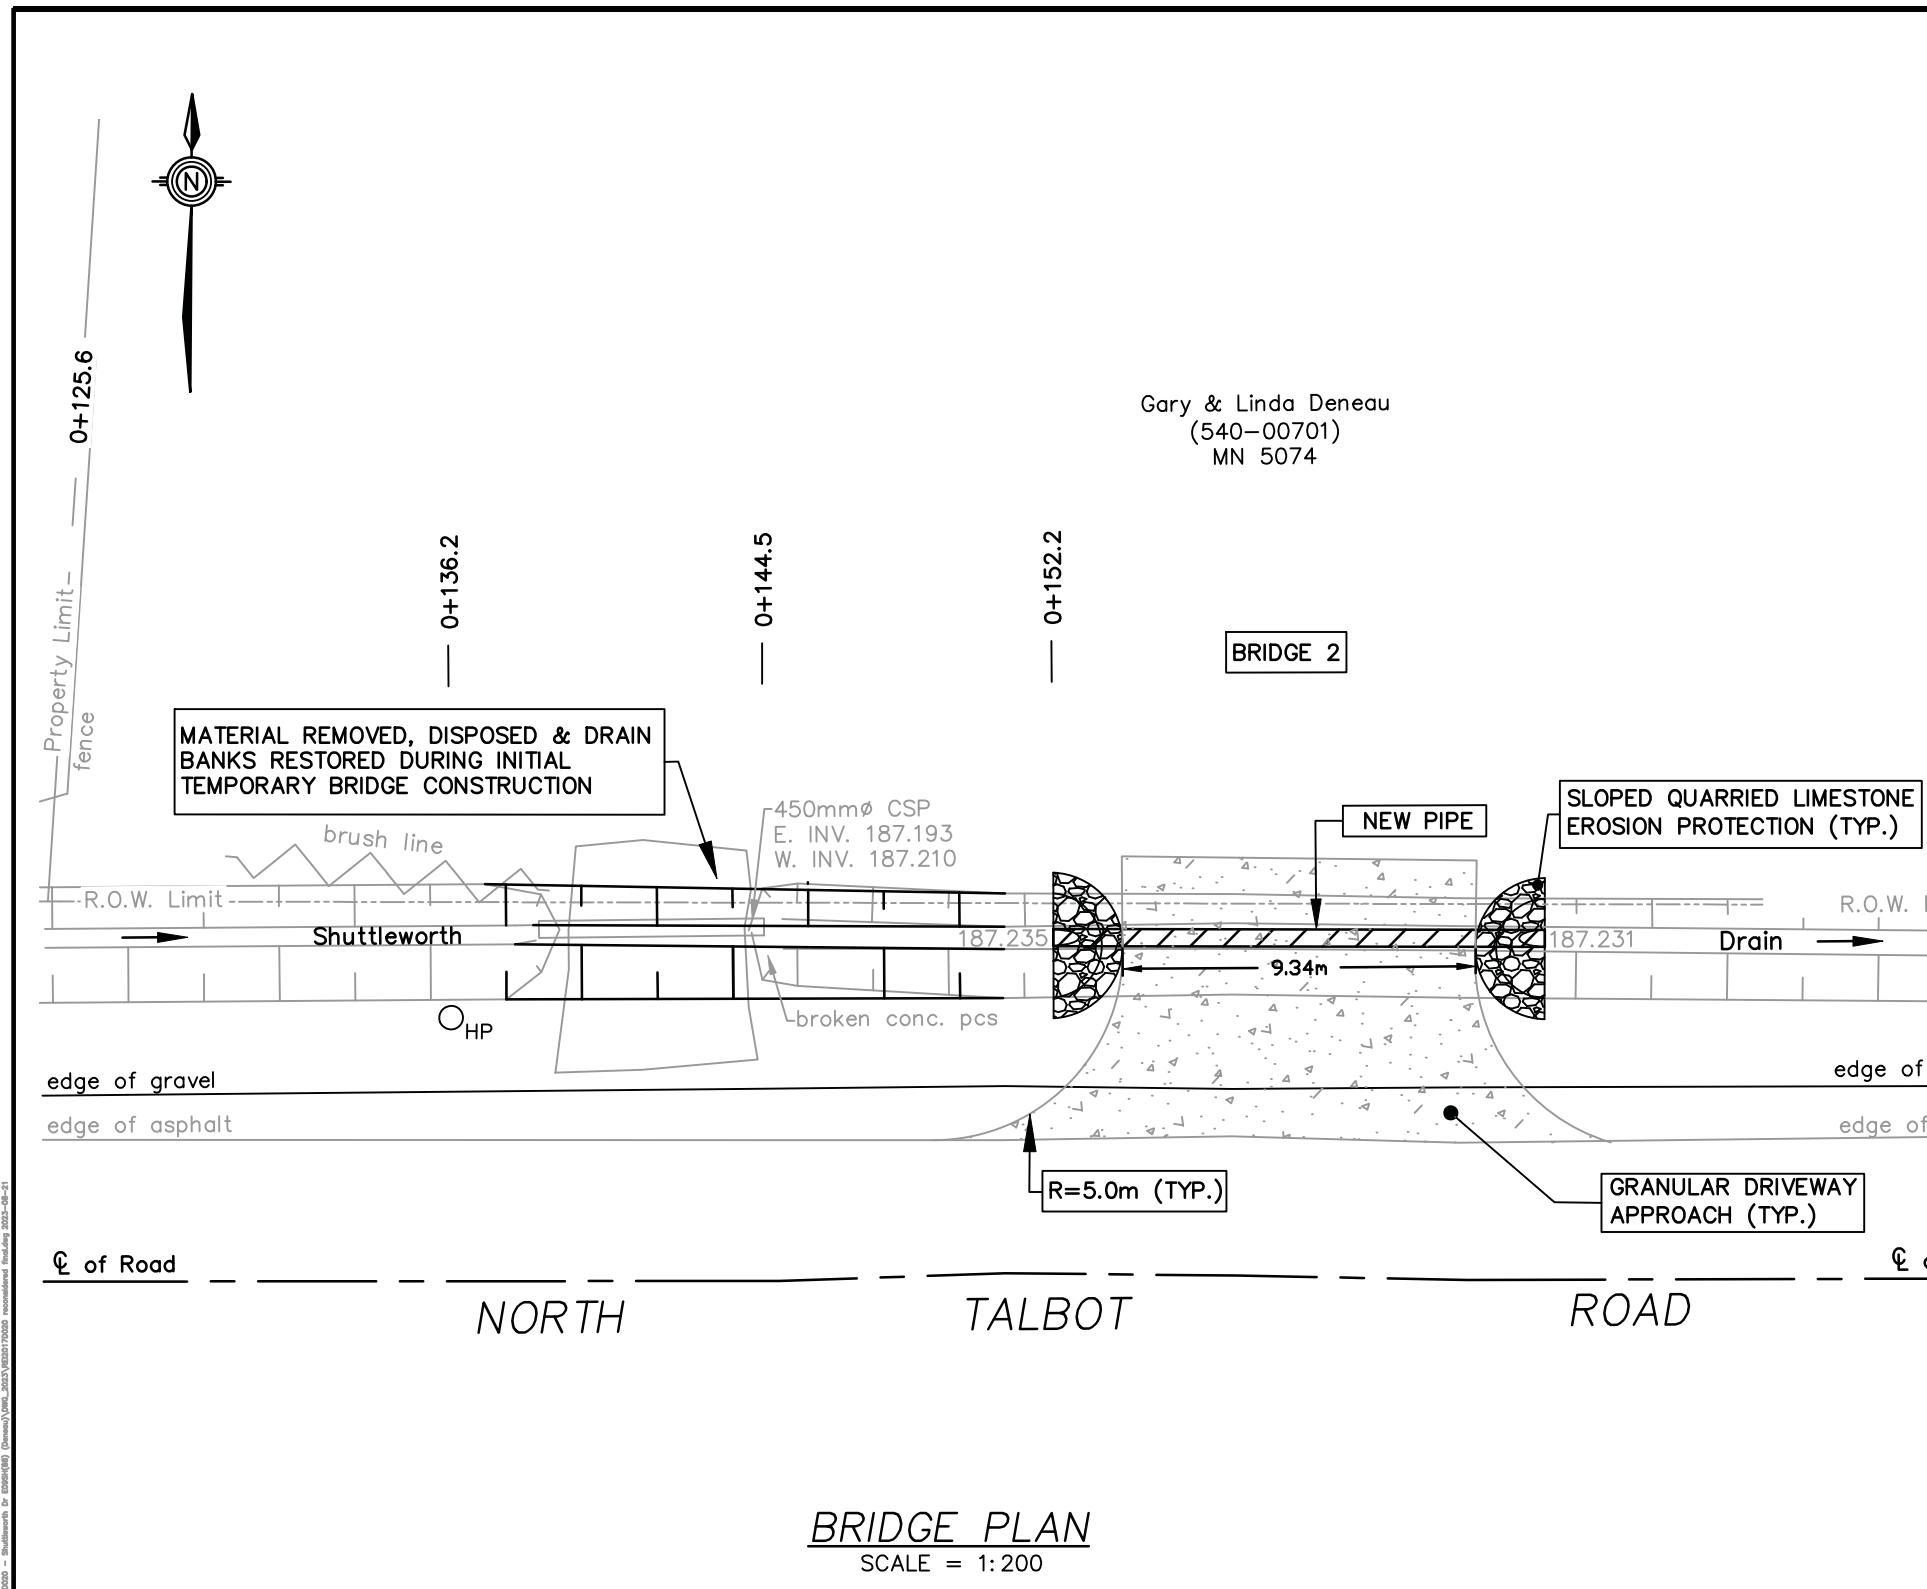 N
0+125.6
Gary & Linda Deneau
(540-00701)
MN 5074
0+136.2
0+144.5
0+152.2
BRIDGE 2
Property Limit
fence
MATERIAL REMOVED, DISPOSED & DRAIN
BANKS RESTORED DURING INITIAL
TEMPORARY BRIDGE CONSTRUCTION
450mmø CSP
E. INV. 187.193
W. INV. 187.210
NEW PIPE
SLOPED QUARRIED LIMESTONE
EROSION PROTECTION (TYP.)
brush line
R.O.W. Limit
R.O.W.
Shuttleworth
187.235
187.231
Drain
9.34m
broken conc. pcs
HP
edge of gravel
edge of
edge of asphalt
edge of
R=5.0m (TYP.)
GRANULAR DRIVEWAY
APPROACH (TYP.)
℄ of Road
℄
NORTH TALBOT ROAD
BRIDGE PLAN
SCALE = 1:200